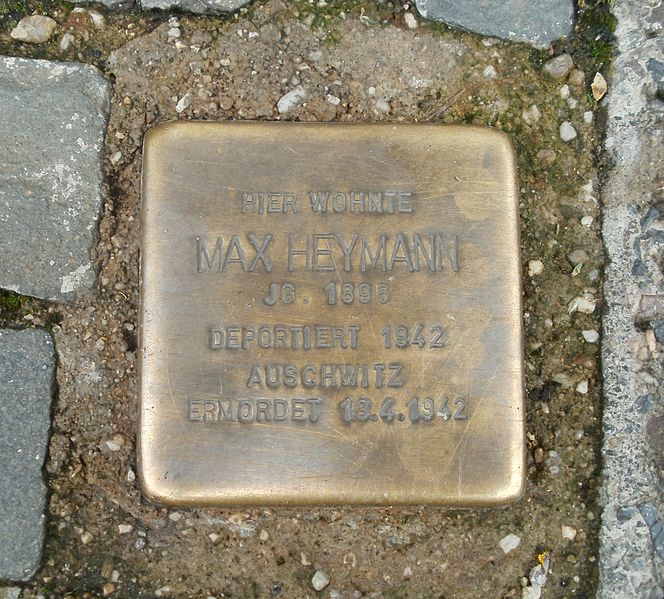 HIER WOHNTE
MAX HEYMANN
JG. 1896
DEPORTIERT 1942
AUSCHWITZ
ERMORDET 13.4.1942